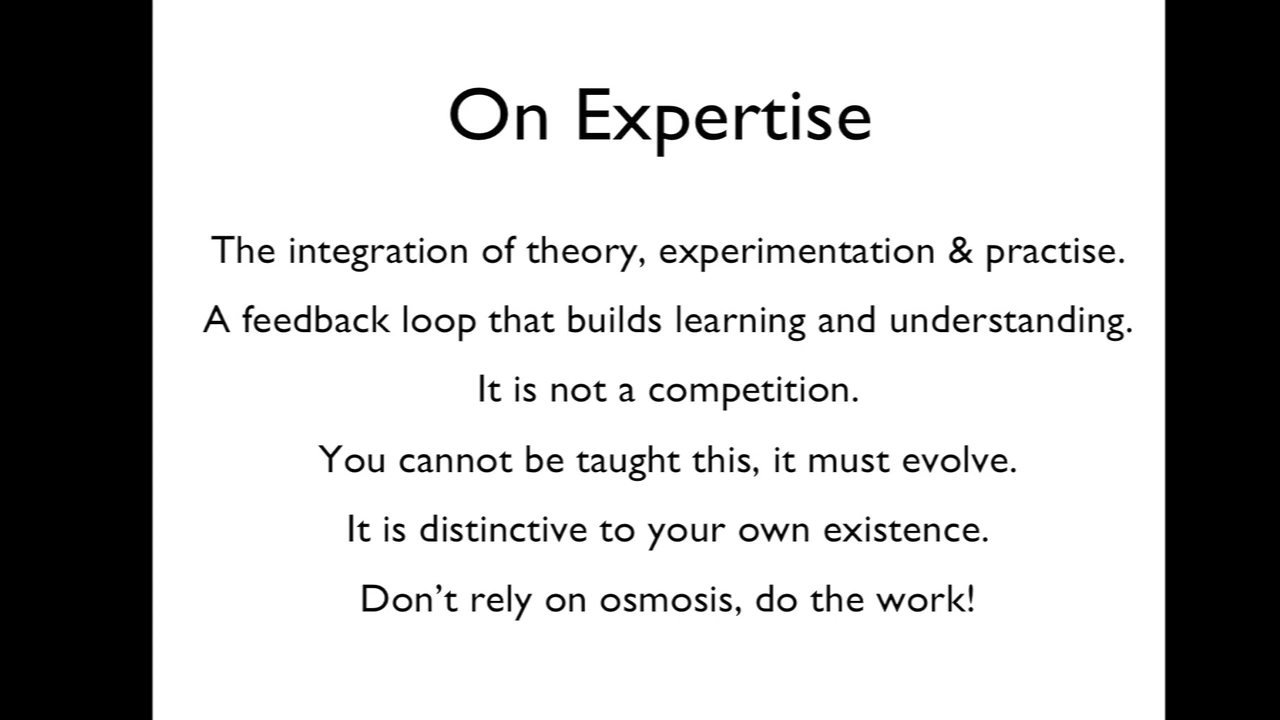 On Expertise
The integration of theory, experimentation & practise.
A feedback loop that builds learning and understanding.
It is not a competition.
You cannot be taught this, it must evolve.
It is distinctive to your own existence.
Don’t rely on osmosis, do the work!